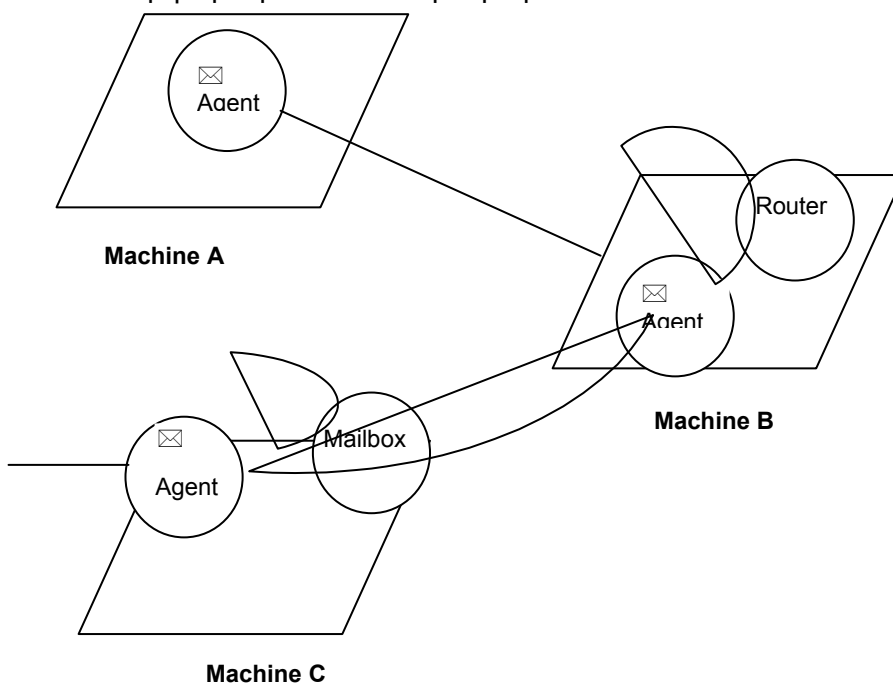 Agent
Machine A
Router
Agent
Machine B
Mailbox
Agent
Machine C